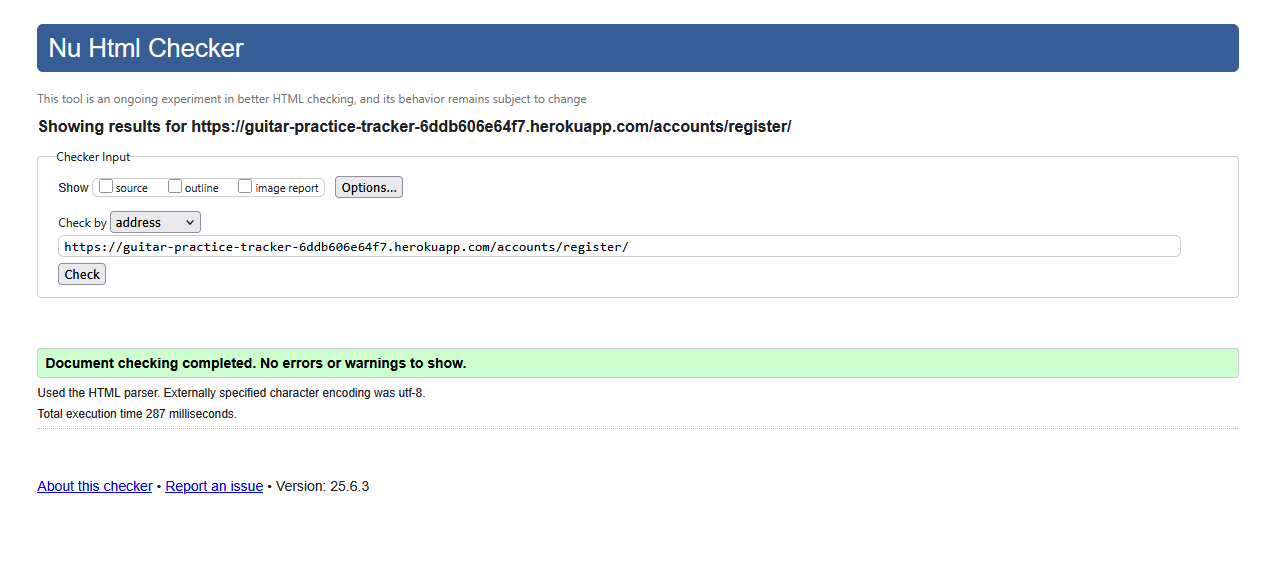 Nu Html Checker
This tool is an ongoing experiment in better HTML checking, and its behavior remains subject to change
Showing results for https://guitar-practice-tracker-6ddb606e64f7.herokuapp.com/accounts/register/
Checker Input
Show source outline image report Options...
Check by address
https://guitar-practice-tracker-6ddb606e64f7.herokuapp.com/accounts/register/
Check
Document checking completed. No errors or warnings to show.
Used the HTML parser. Externally specified character encoding was utf-8.
Total execution time 287 milliseconds.
About this checker • Report an issue • Version: 25.6.3